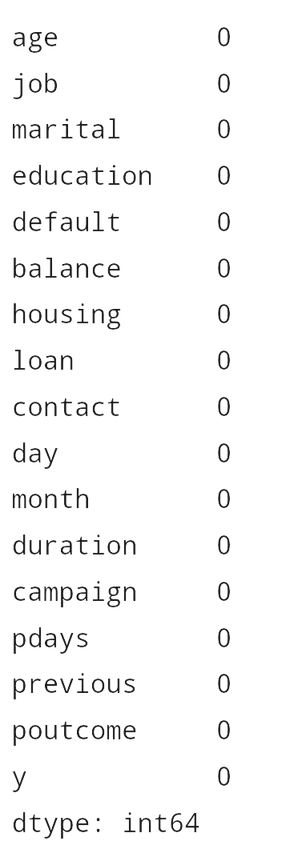 age 0
job 0
marital 0
education 0
default 0
balance 0
housing 0
loan 0
contact 0
day 0
month 0
duration 0
campaign 0
pdays 0
previous 0
poutcome 0
y 0
dtype: int64